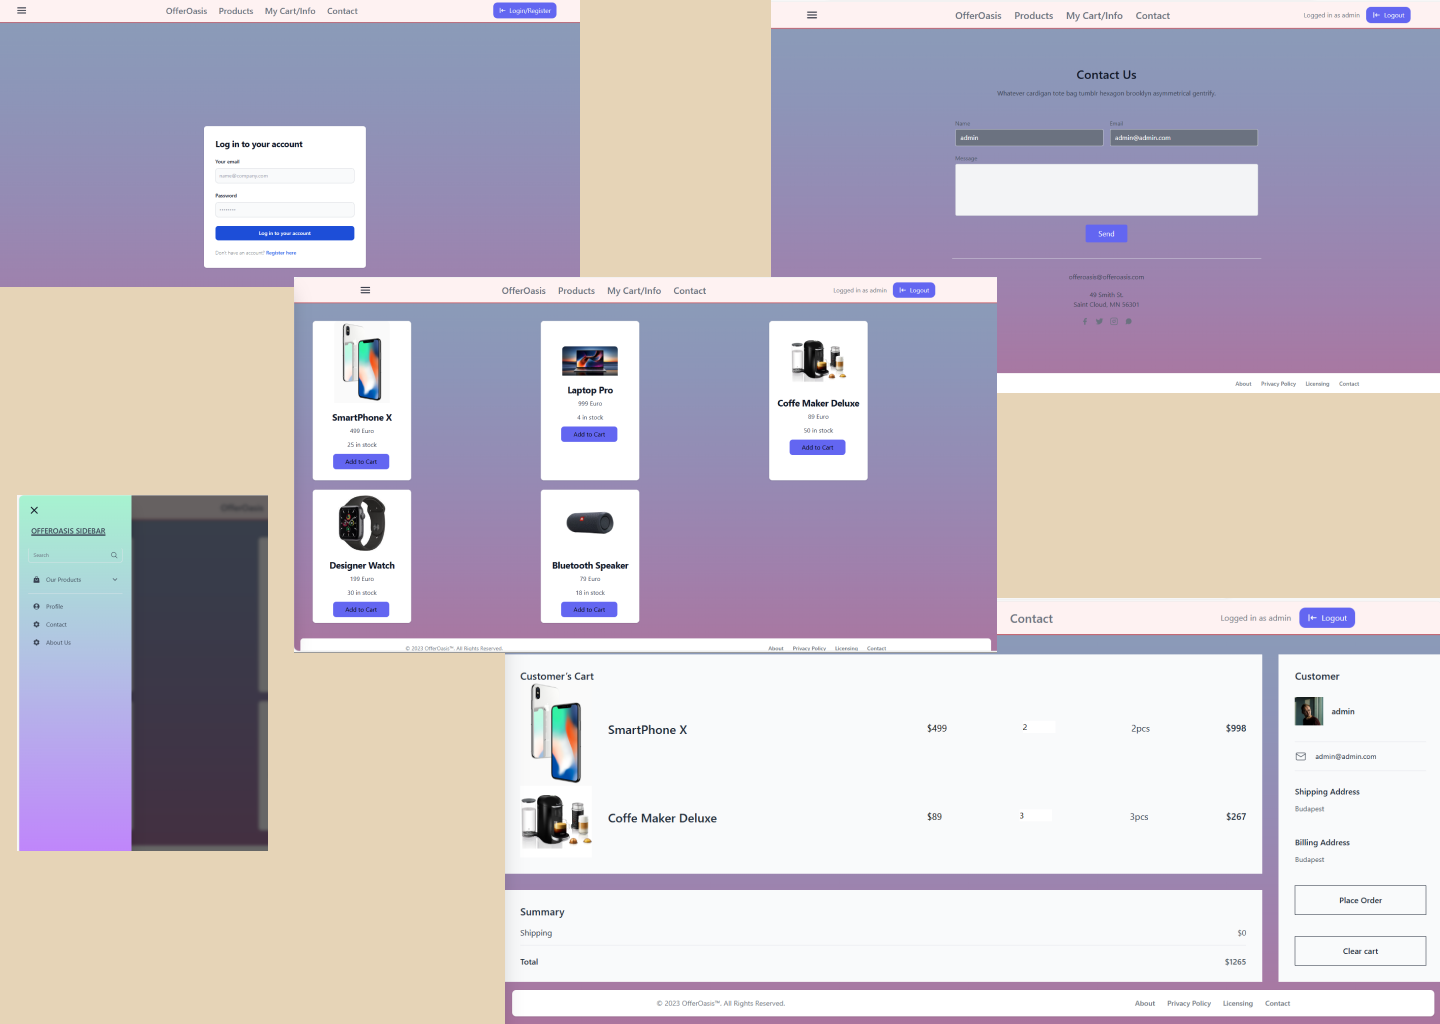 OfferOasis Products My Cart/Info Contact Login/Register
Log in to your account
Your email
name@company.com
Password
••••••••
Log in to your account
Don't have an account? Register here
OfferOasis Products My Cart/Info Contact Logged in as admin Logout
Contact Us
Whatever cardigan tote bag tumblr hexagon brooklyn asymmetrical gentrify.
Name Email
admin admin@admin.com
Message
Send
offeroasis@offeroasis.com
49 Smith St.
Saint Cloud, MN 56301
About Privacy Policy Licensing Contact
OfferOasis Products My Cart/Info Contact Logged in as admin Logout
SmartPhone X
499 Euro
25 in stock
Add to Cart
Laptop Pro
999 Euro
4 in stock
Add to Cart
Coffe Maker Deluxe
89 Euro
50 in stock
Add to Cart
Designer Watch
199 Euro
30 in stock
Add to Cart
Bluetooth Speaker
79 Euro
18 in stock
Add to Cart
© 2023 OfferOasis™. All Rights Reserved. About Privacy Policy Licensing Contact
OfferOasis
OFFEROASIS SIDEBAR
Search
Our Products
Profile
Contact
About Us
Contact Logged in as admin Logout
Customer's Cart
SmartPhone X $499 2 2pcs $998
Coffe Maker Deluxe $89 3 3pcs $267
Summary
Shipping $0
Total $1265
Customer
admin
admin@admin.com
Shipping Address
Budapest
Billing Address
Budapest
Place Order
Clear cart
© 2023 OfferOasis™. All Rights Reserved. About Privacy Policy Licensing Contact